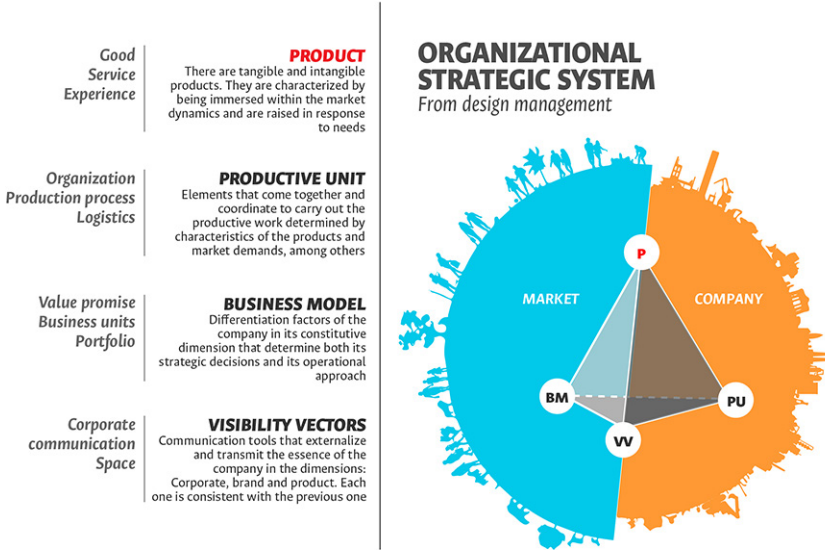 Good
Service
Experience
PRODUCT
There are tangible and intangible
products. They are characterized by
being immersed within the market
dynamics and are raised in response
to needs
Organization
Production process
Logistics
PRODUCTIVE UNIT
Elements that come together and
coordinate to carry out the
productive work determined by
characteristics of the products and
market demands, among others
Value promise
Business units
Portfolio
BUSINESS MODEL
Differentiation factors of the
company in its constitutive
dimension that determine both its
strategic decisions and its operational
approach
Corporate
communication
Space
VISIBILITY VECTORS
Communication tools that externalize
and transmit the essence of the
company in the dimensions:
Corporate, brand and product. Each
one is consistent with the previous one
ORGANIZATIONAL
STRATEGIC SYSTEM
From design management
P
MARKET
COMPANY
BM
PU
VV